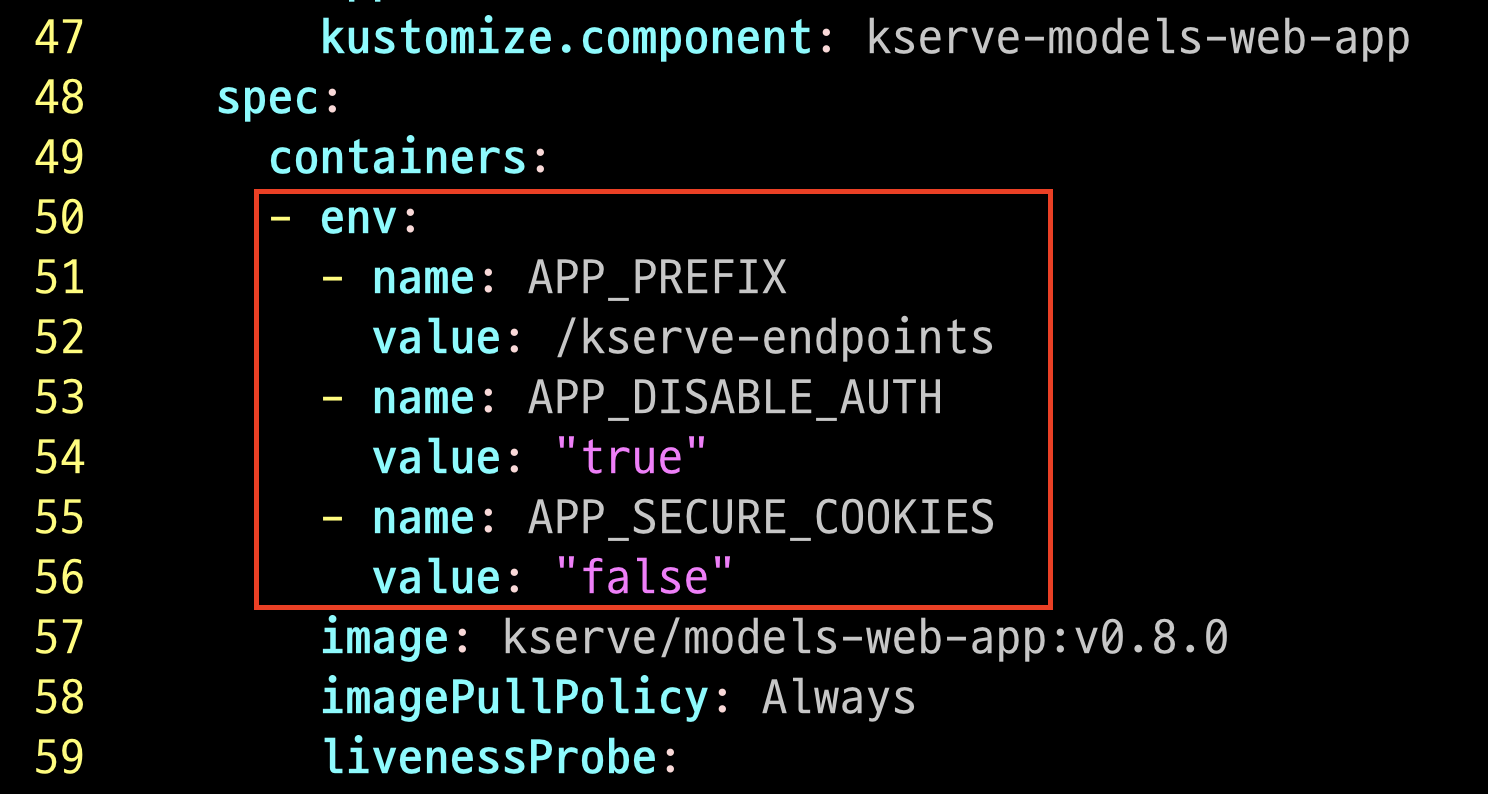 47 kustomize.component: kserve-models-web-app
48 spec:
49 containers:
50 - env:
51 - name: APP_PREFIX
52 value: /kserve-endpoints
53 - name: APP_DISABLE_AUTH
54 value: "true"
55 - name: APP_SECURE_COOKIES
56 value: "false"
57 image: kserve/models-web-app:v0.8.0
58 imagePullPolicy: Always
59 livenessProbe: